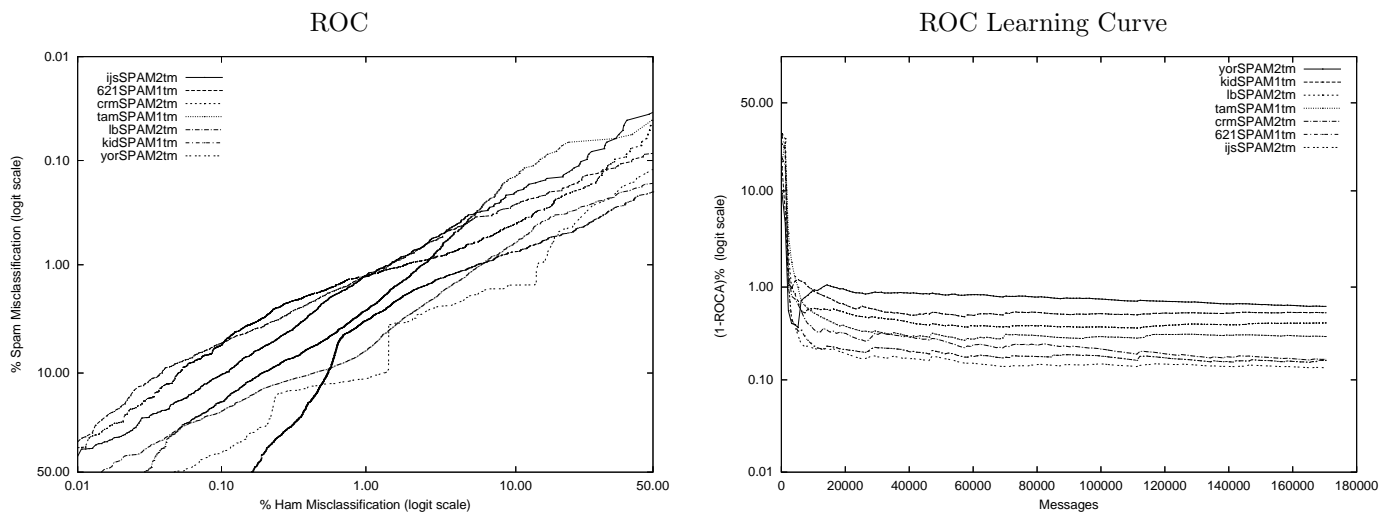 ROC
0.01
0.10
1.00
10.00
50.00
% Spam Misclassification (logit scale)
ijsSPAM2tm
621SPAM1tm
crmSPAM2tm
tamSPAM1tm
lbSPAM2tm
kidSPAM1tm
yorSPAM2tm
0.01 0.10 1.00 10.00 50.00
% Ham Misclassification (logit scale)
ROC Learning Curve
50.00
10.00
1.00
0.10
0.01
(1-ROCA)% (logit scale)
yorSPAM2tm
kidSPAM1tm
lbSPAM2tm
tamSPAM1tm
crmSPAM2tm
621SPAM1tm
ijsSPAM2tm
0 20000 40000 60000 80000 100000 120000 140000 160000 180000
Messages